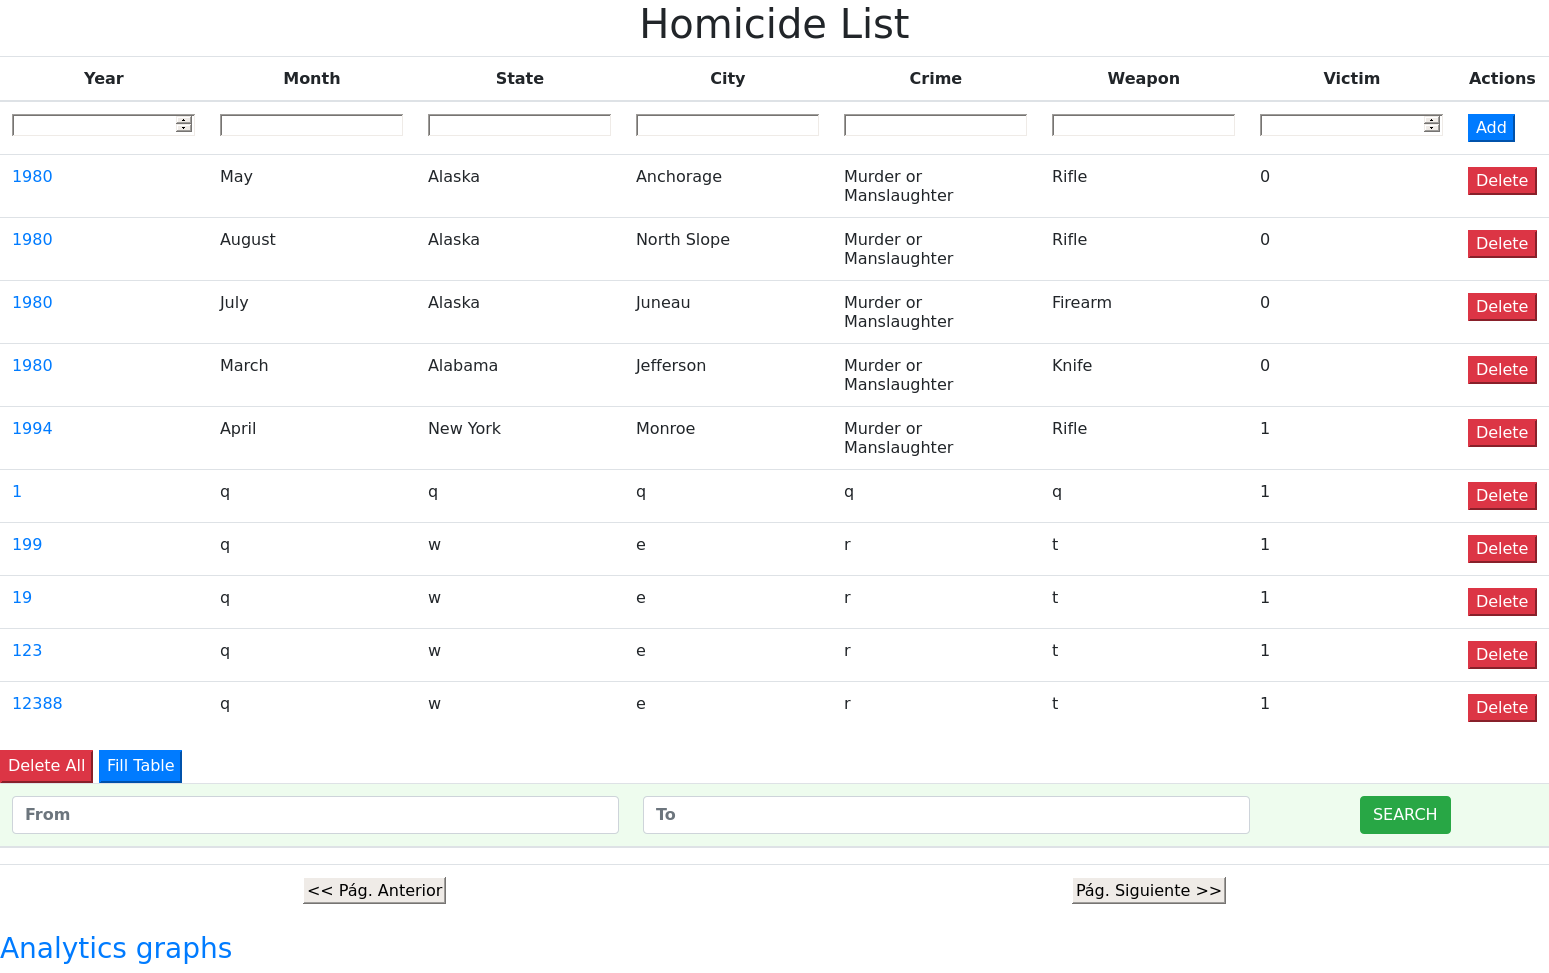 Homicide List
Year Month State City Crime Weapon Victim Actions
Add
1980 May Alaska Anchorage Murder or Manslaughter Rifle 0 Delete
1980 August Alaska North Slope Murder or Manslaughter Rifle 0 Delete
1980 July Alaska Juneau Murder or Manslaughter Firearm 0 Delete
1980 March Alabama Jefferson Murder or Manslaughter Knife 0 Delete
1994 April New York Monroe Murder or Manslaughter Rifle 1 Delete
1 q q q q q 1 Delete
199 q w e r t 1 Delete
19 q w e r t 1 Delete
123 q w e r t 1 Delete
12388 q w e r t 1 Delete
Delete All Fill Table
From To SEARCH
<< Pág. Anterior Pág. Siguiente >>
Analytics graphs